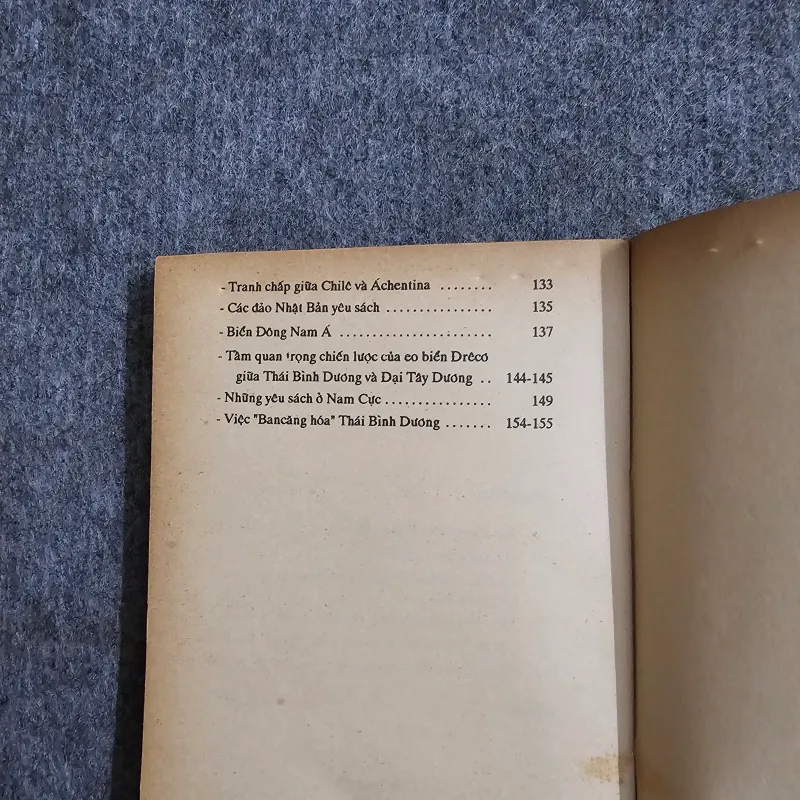 - Tranh chấp giữa Chilê và Áchentina ........ 133
- Các đảo Nhật Bản yêu sách ................ 135
- Biển Đông Nam Á .................... 137
- Tầm quan trọng chiến lược của eo biển Đrêcơ
giữa Thái Bình Dương và Đại Tây Dương .. 144-145
- Những yêu sách ở Nam Cực ................ 149
- Việc "Bancăng hóa" Thái Bình Dương ....... 154-155